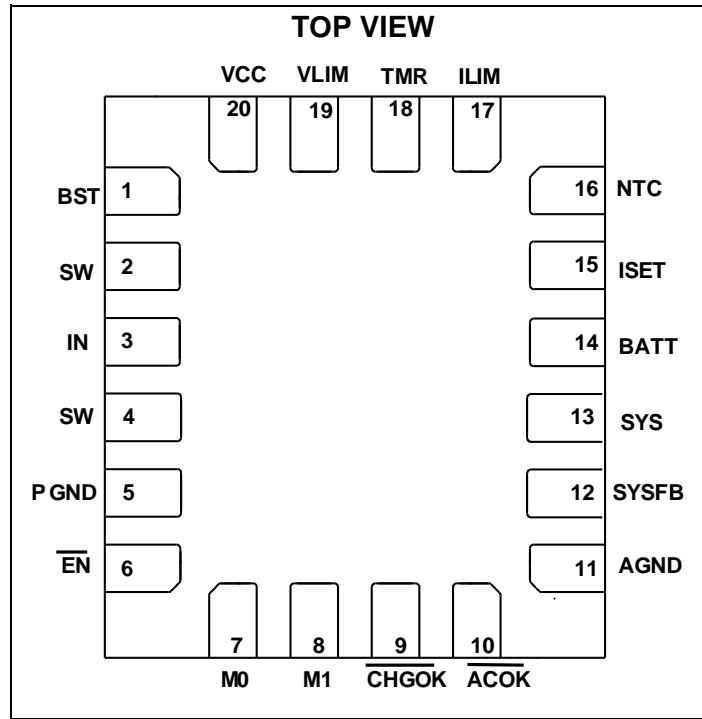 TOP VIEW
VCC VLIM TMR ILIM
20 19 18 17
BST 1 16 NTC
SW 2 15 ISET
IN 3 14 BATT
SW 4 13 SYS
PGND 5 12 SYSFB
EN 6 11 AGND
7 8 9 10
M0 M1 CHGOK ACOK